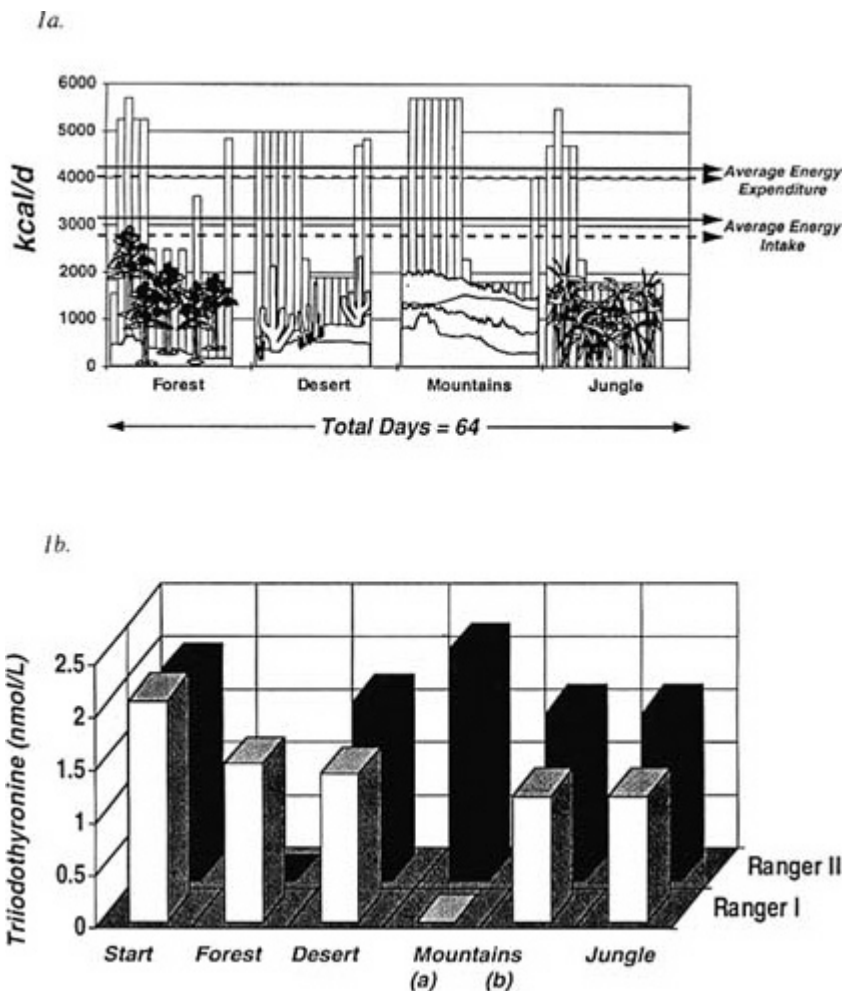 1a.
6000
5000
4000
3000
2000
1000
0
kcal/d
Average Energy
Expenditure
Average Energy
Intake
Forest Desert Mountains Jungle
Total Days = 64
1b.
Triiodothyronine (nmol/L)
2.5
2
1.5
1
0.5
0
Ranger II
Ranger I
Start Forest Desert Mountains Jungle
(a) (b)